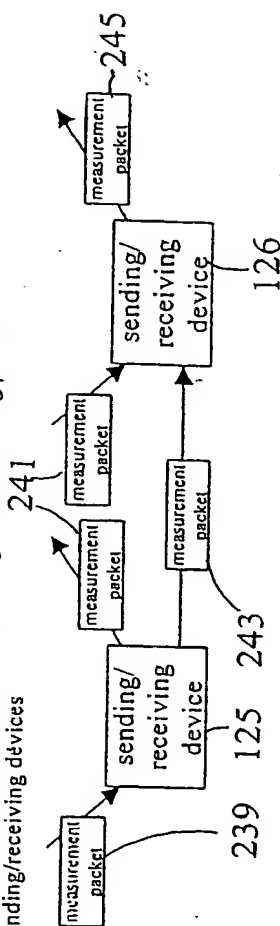 nding/receiving devices
measurement
packet
239
sending/
receiving
device
125
measurement
packet
241
measurement
packet
measurement
packet
243
sending/
receiving
device
126
measurement
packet
245